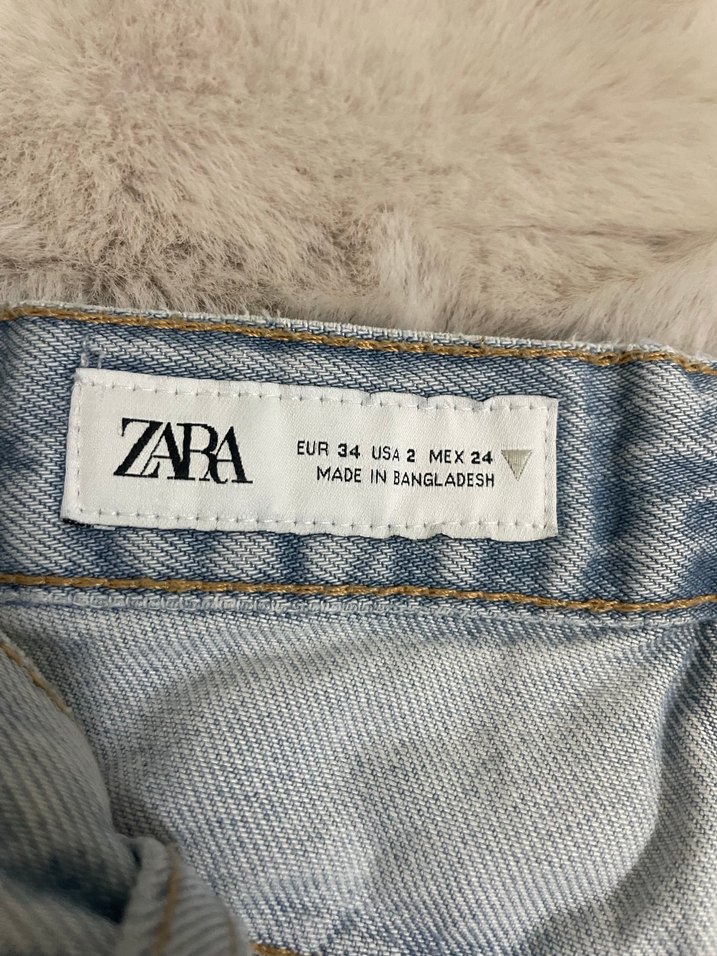 ZARA
EUR 34 USA 2 MEX 24
MADE IN BANGLADESH